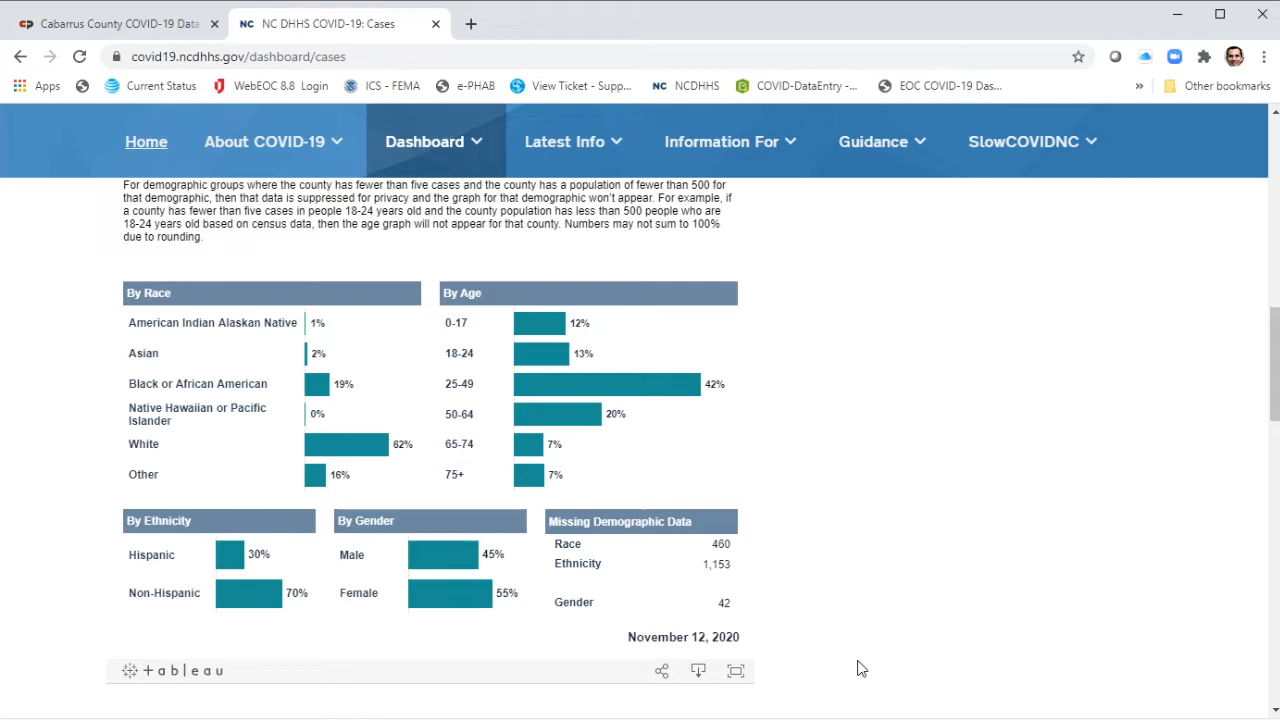 Cabarrus County COVID-19 Data
NC DHHS COVID-19: Cases
covid19.ncdhhs.gov/dashboard/cases
Apps
Current Status
WebEOC 8.8 Login
ICS - FEMA
e-PHAB
View Ticket - Supp...
NC NCDHHS
COVID-DataEntry -...
EOC COVID-19 Das...
»
Other bookmarks
Home
About COVID-19
Dashboard
Latest Info
Information For
Guidance
SlowCOVIDNC
For demographic groups where the county has fewer than five cases and the county has a population of fewer than 500 for
that demographic, then that data is suppressed for privacy and the graph for that demographic won't appear. For example, if
a county has fewer than five cases in people 18-24 years old and the county population has less than 500 people who are
18-24 years old based on census data, then the age graph will not appear for that county. Numbers may not sum to 100%
due to rounding.
By Race
American Indian Alaskan Native 1%
Asian 2%
Black or African American 19%
Native Hawaiian or Pacific
Islander 0%
White 62%
Other 16%
By Age
0-17 12%
18-24 13%
25-49 42%
50-64 20%
65-74 7%
75+ 7%
By Ethnicity
Hispanic 30%
Non-Hispanic 70%
By Gender
Male 45%
Female 55%
Missing Demographic Data
Race 460
Ethnicity 1,153
Gender 42
November 12, 2020
+ a b l e a u